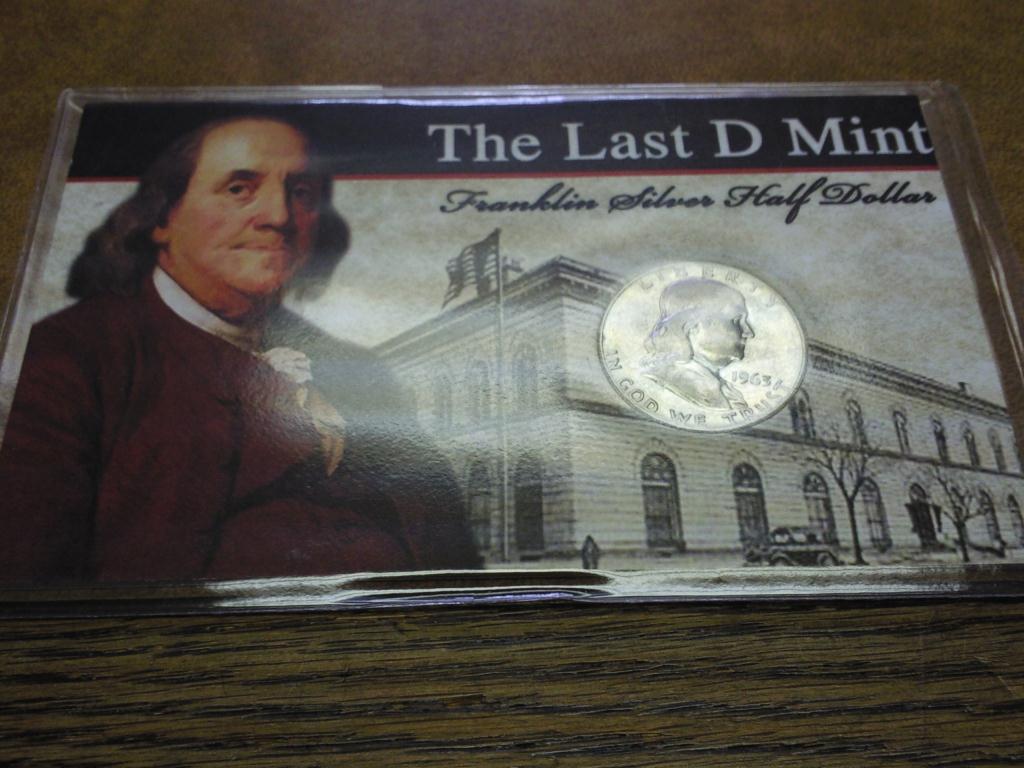 The Last D Mint
Franklin Silver Half Dollar
LIBERTY
1963
IN GOD WE TRUST